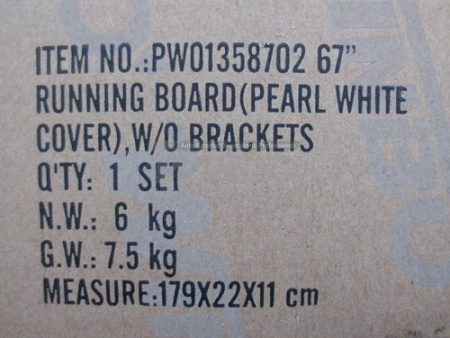 ITEM NO.:PW01358702 67”
RUNNING BOARD(PEARL WHITE
COVER),W/O BRACKETS
Q'TY: 1 SET
N.W.: 6 kg
G.W.: 7.5 kg
MEASURE:179X22X11 cm